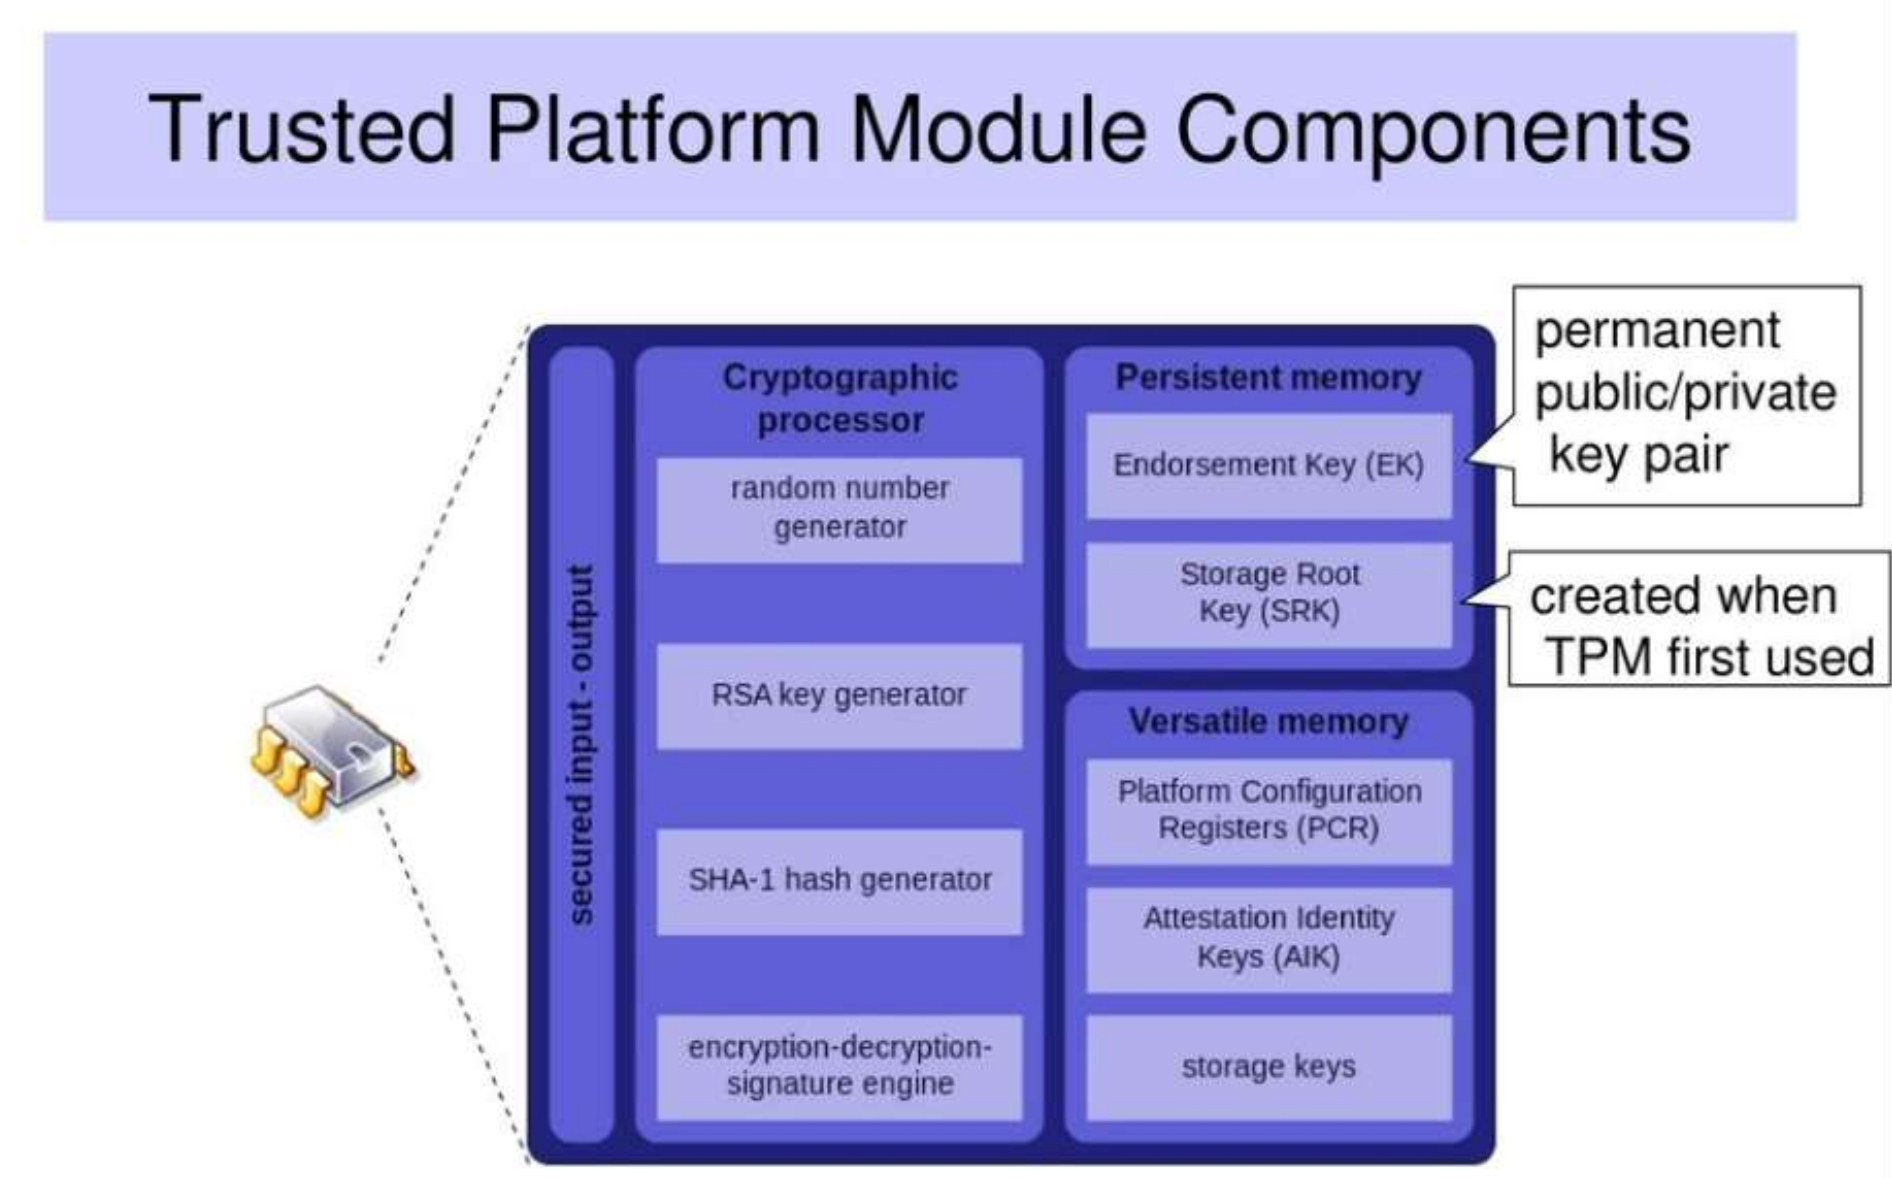 Trusted Platform Module Components
secured input - output
Cryptographic
processor
random number
generator
RSA key generator
SHA-1 hash generator
encryption-decryption-
signature engine
Persistent memory
Endorsement Key (EK)
Storage Root
Key (SRK)
Versatile memory
Platform Configuration
Registers (PCR)
Attestation Identity
Keys (AIK)
storage keys
permanent
public/private
key pair
created when
TPM first used